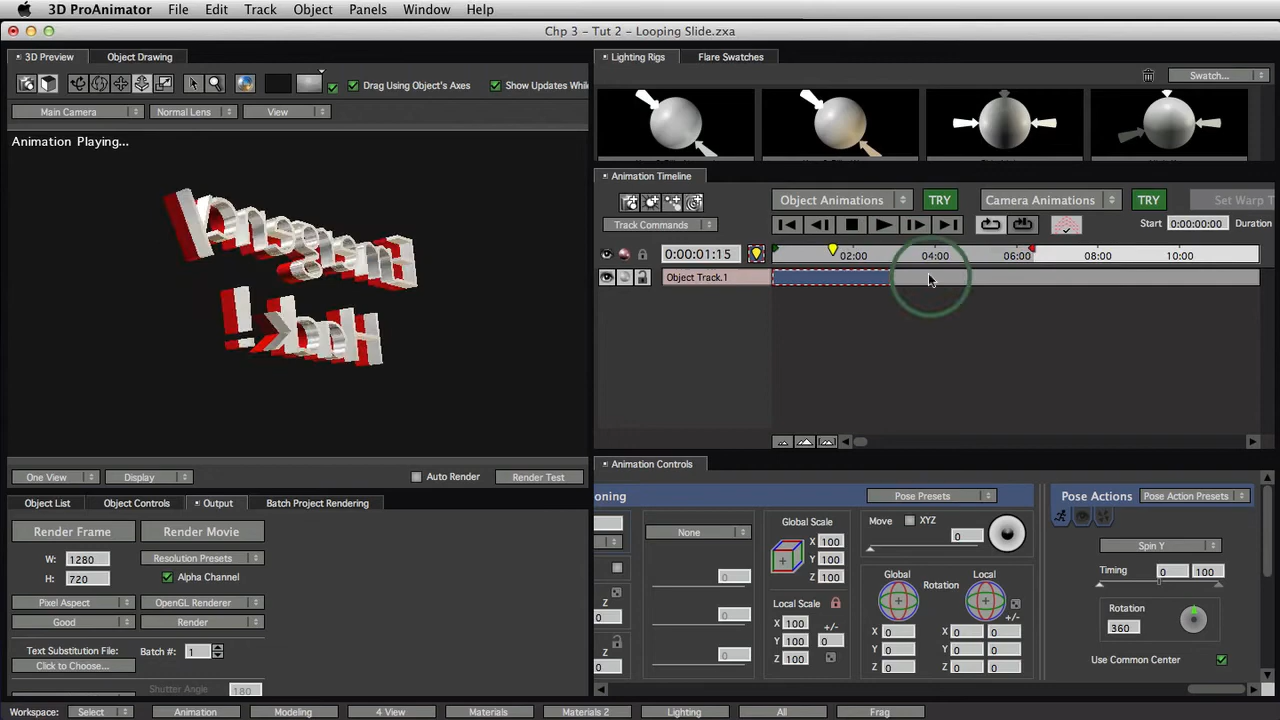 3D ProAnimator File Edit Track Object Panels Window Help
Chp 3 - Tut 2 - Looping Slide.zxa
3D Preview Object Drawing
Drag Using Object's Axes Show Updates Whil
Main Camera Normal Lens View
Animation Playing...
One View Display Auto Render Render Test
Object List Object Controls Output Batch Project Rendering
Render Frame Render Movie
W: 1280 Resolution Presets
H: 720 Alpha Channel
Pixel Aspect OpenGL Renderer
Good Render
Text Substitution File: Batch #: 1
Click to Choose...
Shutter Angle 180
Lighting Rigs Flare Swatches
Swatch...
Animation Timeline
Object Animations TRY Camera Animations TRY Set Warp T
Track Commands Start 0:00:00:00 Duration
0:00:01:15 02:00 04:00 06:00 08:00 10:00
Object Track.1
Animation Controls
oning Pose Presets Pose Actions Pose Action Presets
None Global Scale Move XYZ 0
X 100
Y 100
Z 100
Spin Y
Timing 0 100
Z 0
0
0
0
0
Local Scale
X 100
Y 100 +/- 0
Z 100
Global Rotation Local
+/-
X 0 X 0 0
Y 0 Y 0 0
Z 0 Z 0 0
Rotation
360
Use Common Center
Workspace: Select Animation Modeling 4 View Materials Materials 2 Lighting All Frag